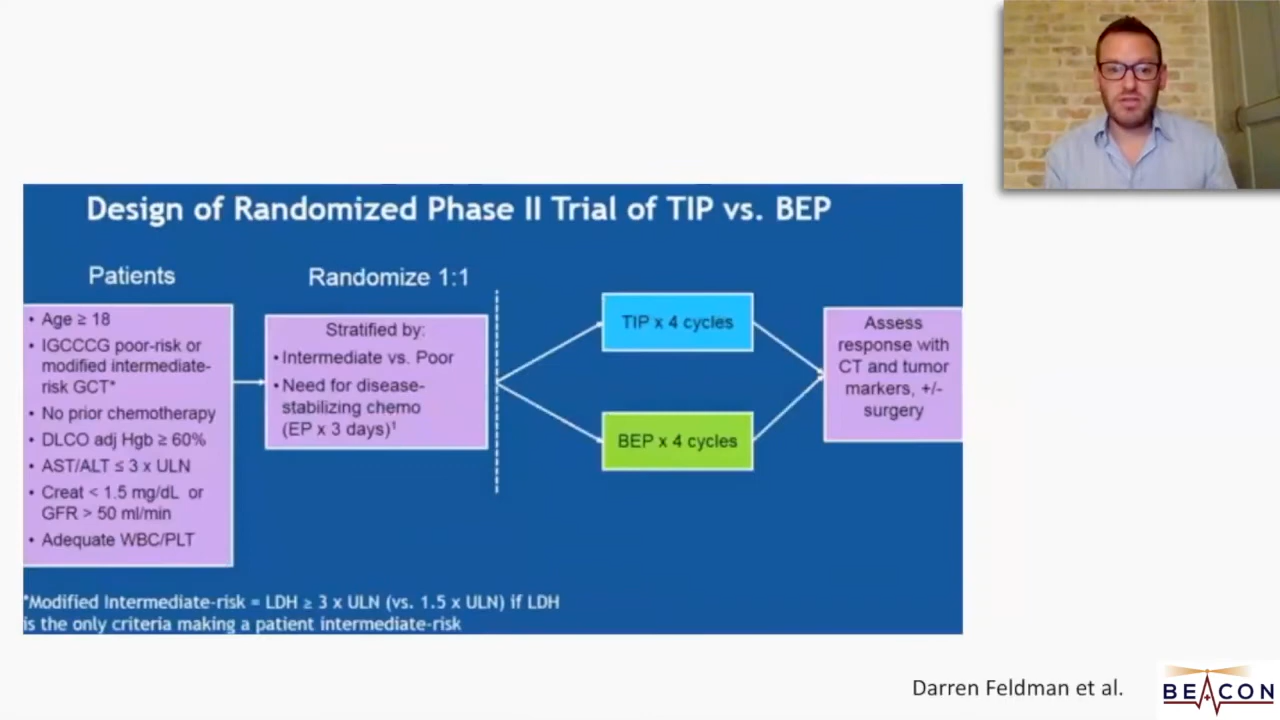 Design of Randomized Phase II Trial of TIP vs. BEP
Patients
• Age ≥ 18
• IGCCCG poor-risk or
modified intermediate-
risk GCT*
• No prior chemotherapy
• DLCO adj Hgb ≥ 60%
• AST/ALT ≤ 3 x ULN
• Creat < 1.5 mg/dL or
GFR > 50 ml/min
• Adequate WBC/PLT
Randomize 1:1
Stratified by:
• Intermediate vs. Poor
• Need for disease-
stabilizing chemo
(EP x 3 days)¹
TIP x 4 cycles
BEP x 4 cycles
Assess
response with
CT and tumor
markers, +/-
surgery
*Modified Intermediate-risk = LDH ≥ 3 x ULN (vs. 1.5 x ULN) if LDH
is the only criteria making a patient intermediate-risk
Darren Feldman et al.
BEACON